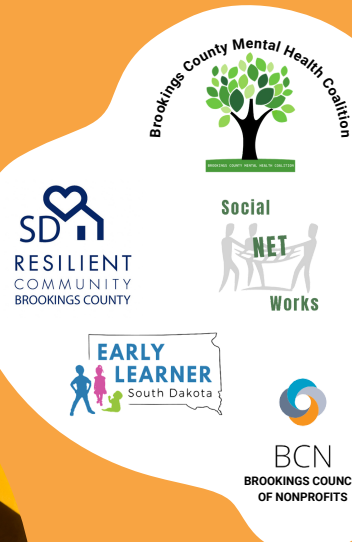 Brookings County Mental Health Coalition
BROOKINGS COUNTY MENTAL HEALTH COALITION
SD
RESILIENT
COMMUNITY
BROOKINGS COUNTY
Social
NET
Works
EARLY
LEARNER
South Dakota
BCN
BROOKINGS COUNC
OF NONPROFITS